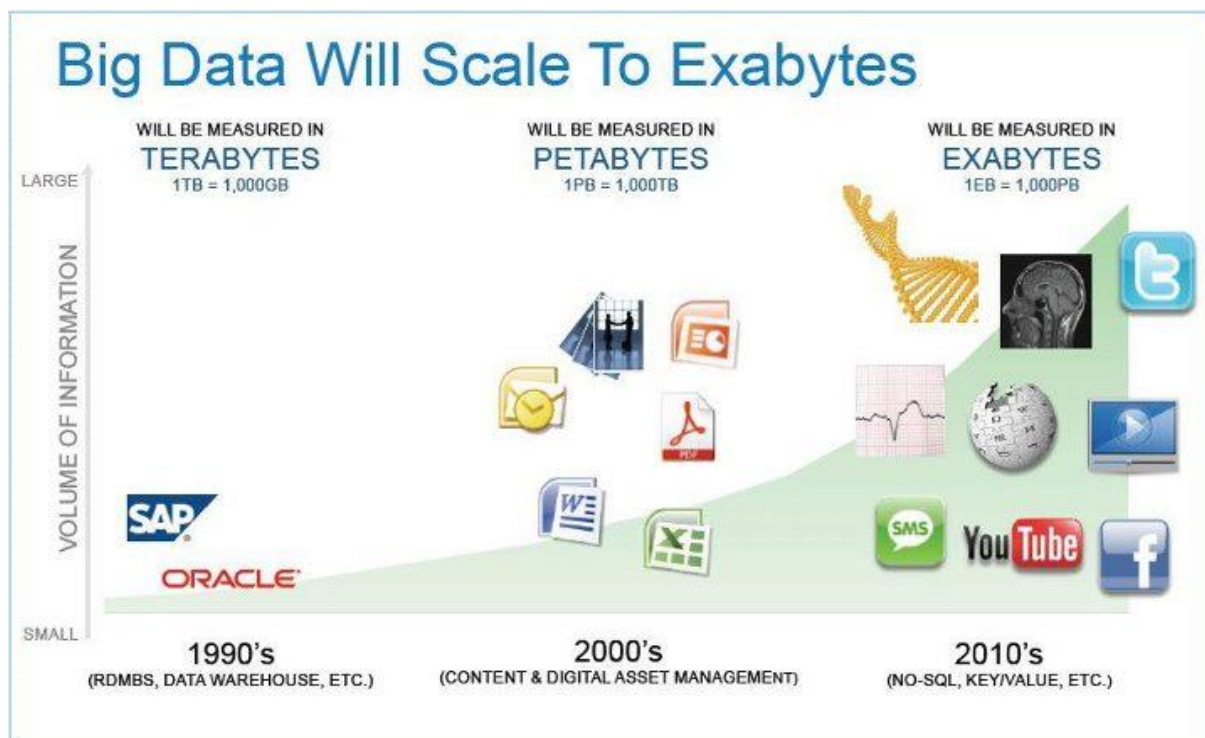 Big Data Will Scale To Exabytes
WILL BE MEASURED IN
TERABYTES
1TB = 1,000GB
WILL BE MEASURED IN
PETABYTES
1PB = 1,000TB
WILL BE MEASURED IN
EXABYTES
1EB = 1,000PB
LARGE
VOLUME OF INFORMATION
SMALL
SAP
ORACLE
W
X
PDF
t
SMS
YouTube
f
1990's
(RDMBS, DATA WAREHOUSE, ETC.)
2000's
(CONTENT & DIGITAL ASSET MANAGEMENT)
2010's
(NO-SQL, KEY/VALUE, ETC.)